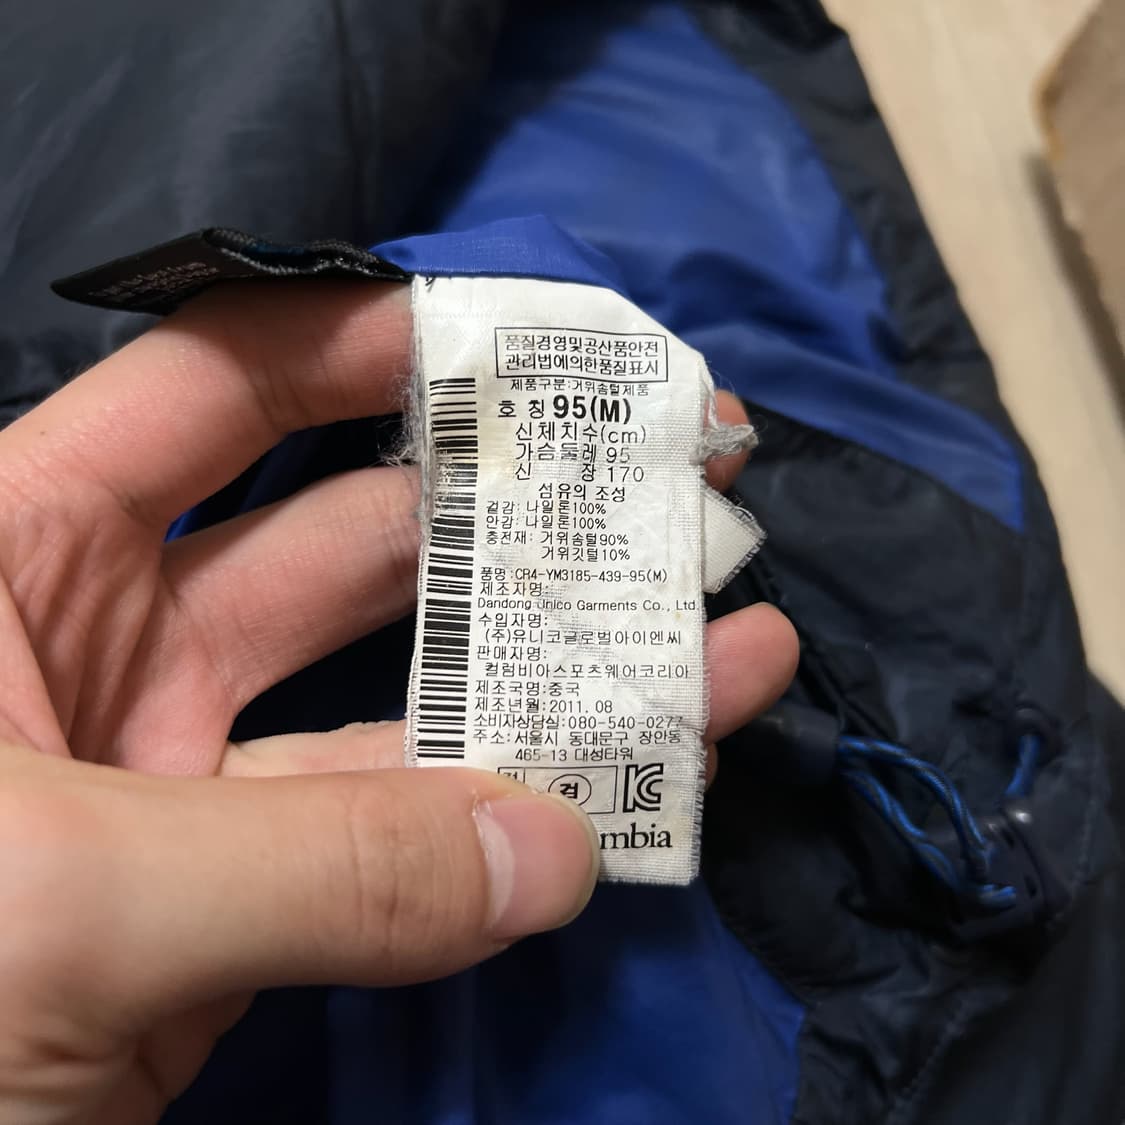 품질경영및공산품안전
관리법에의한품질표시
제품구분:거위솜털제품
호 칭 95(M)
신체치수(cm)
가슴둘레 95
신 장 170
섬유의 조성
겉감: 나일론100%
안감: 나일론100%
충전재: 거위솜털90%
거위깃털10%
품명:CR4-YM3185-439-95(M)
제조자명:
Dandong Unico Garments Co., Ltd.
수입자명:
(주)유니코글로벌아이엔씨
판매자명:
컬럼비아스포츠웨어코리아
제조국명:중국
제조년월:2011. 08
소비자상담실:080-540-0277
주소:서울시 동대문구 장안동
465-13 대성타워
검
KC
mbia